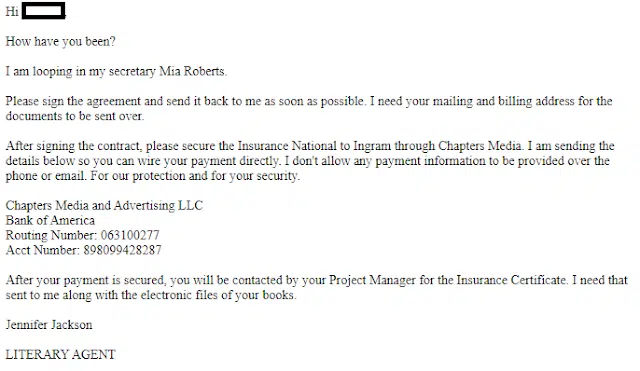 Hi
How have you been?
I am looping in my secretary Mia Roberts.
Please sign the agreement and send it back to me as soon as possible. I need your mailing and billing address for the
documents to be sent over.
After signing the contract, please secure the Insurance National to Ingram through Chapters Media. I am sending the
details below so you can wire your payment directly. I don't allow any payment information to be provided over the
phone or email. For our protection and for your security.
Chapters Media and Advertising LLC
Bank of America
Routing Number: 063100277
Acct Number: 898099428287
After your payment is secured, you will be contacted by your Project Manager for the Insurance Certificate. I need that
sent to me along with the electronic files of your books.
Jennifer Jackson
LITERARY AGENT